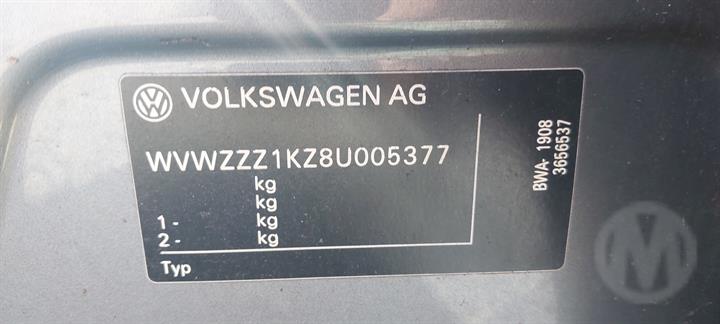 VOLKSWAGEN AG
WVWZZZ1KZ8U005377
kg
kg
1 - kg
2 - kg
Typ
BWA- 1908
3656537